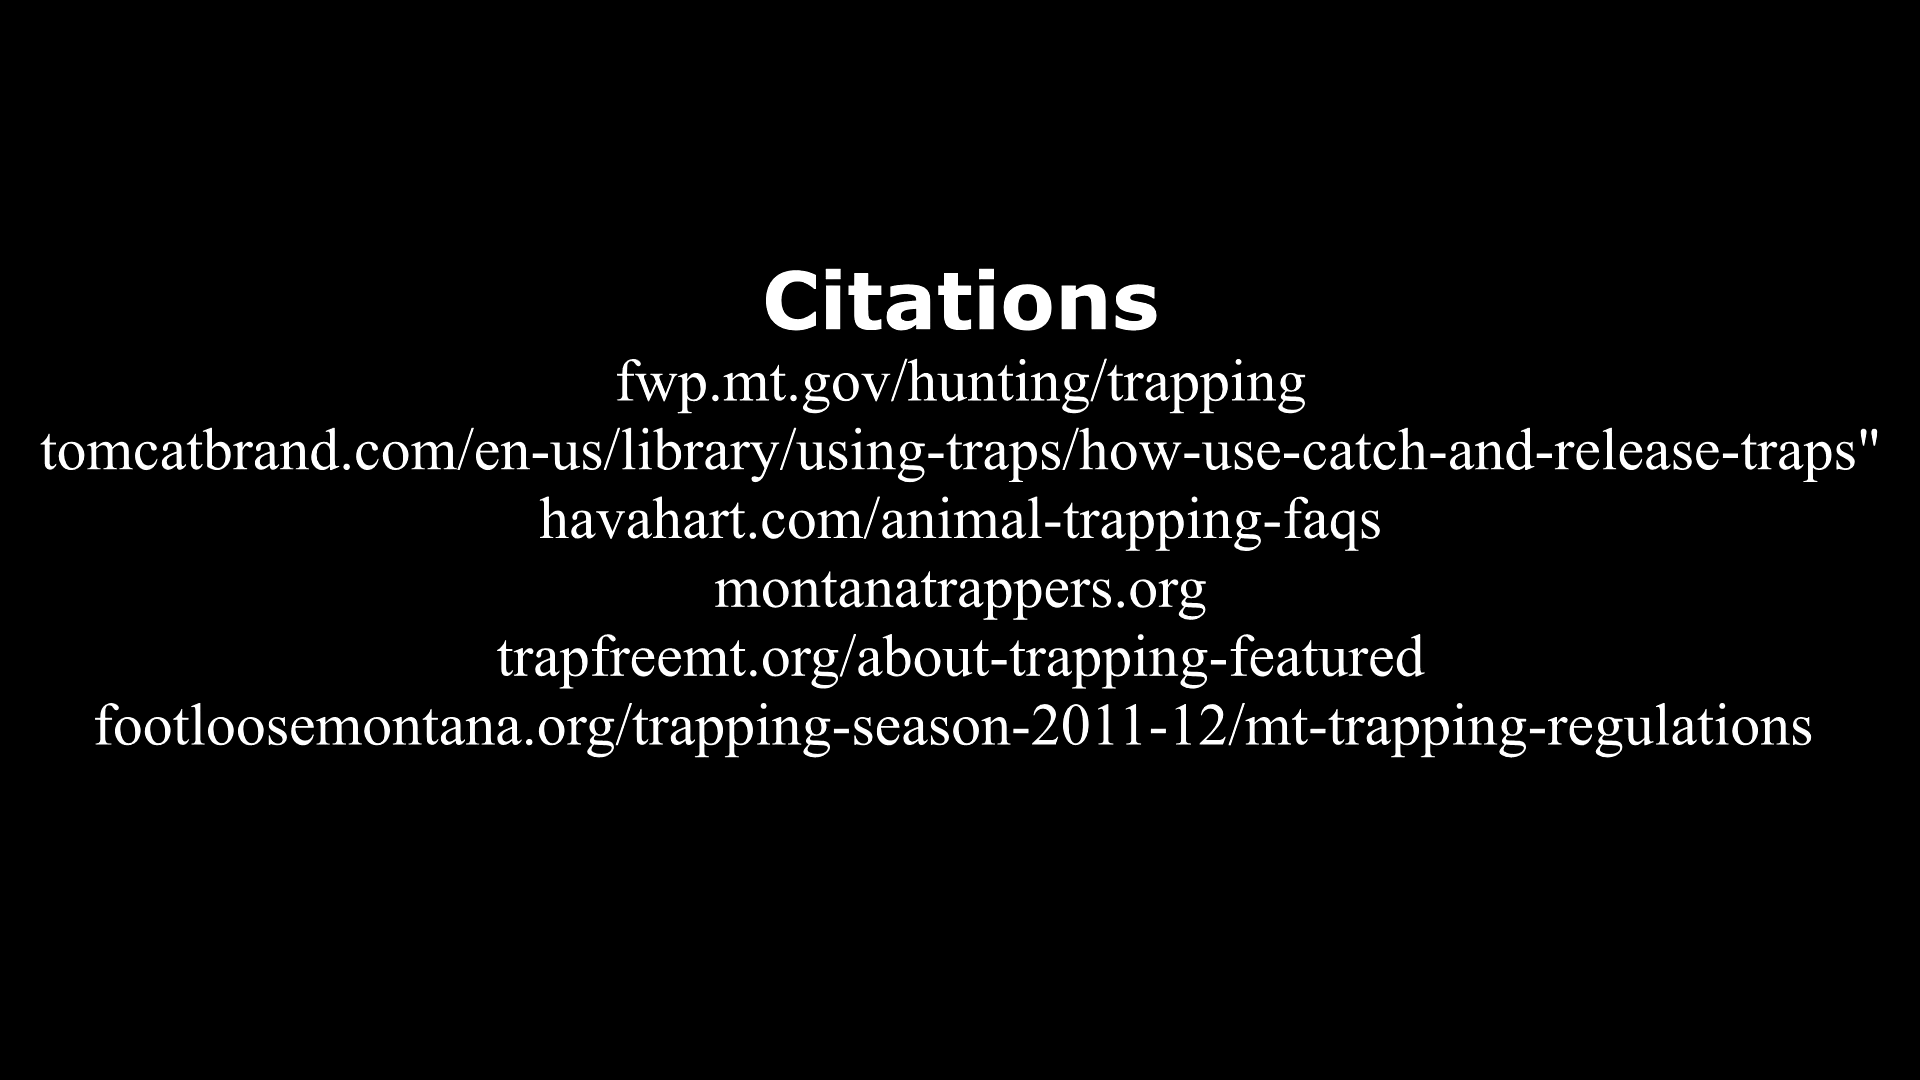 Citations
fwp.mt.gov/hunting/trapping
tomcatbrand.com/en-us/library/using-traps/how-use-catch-and-release-traps"
havahart.com/animal-trapping-faqs
montanatrappers.org
trapfreemt.org/about-trapping-featured
footloosemontana.org/trapping-season-2011-12/mt-trapping-regulations